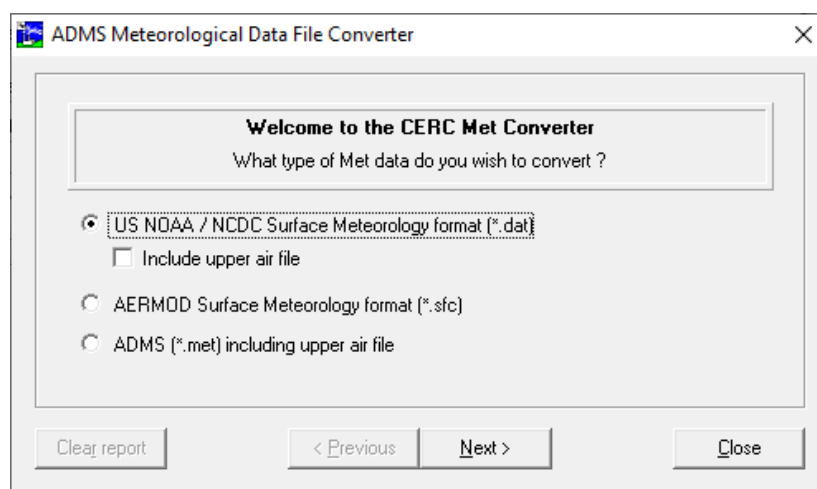 ADMS Meteorological Data File Converter
Welcome to the CERC Met Converter
What type of Met data do you wish to convert ?
US NOAA / NCDC Surface Meteorology format (*.dat)
Include upper air file
AERMOD Surface Meteorology format (*.sfc)
ADMS (*.met) including upper air file
Clear report
< Previous
Next >
Close